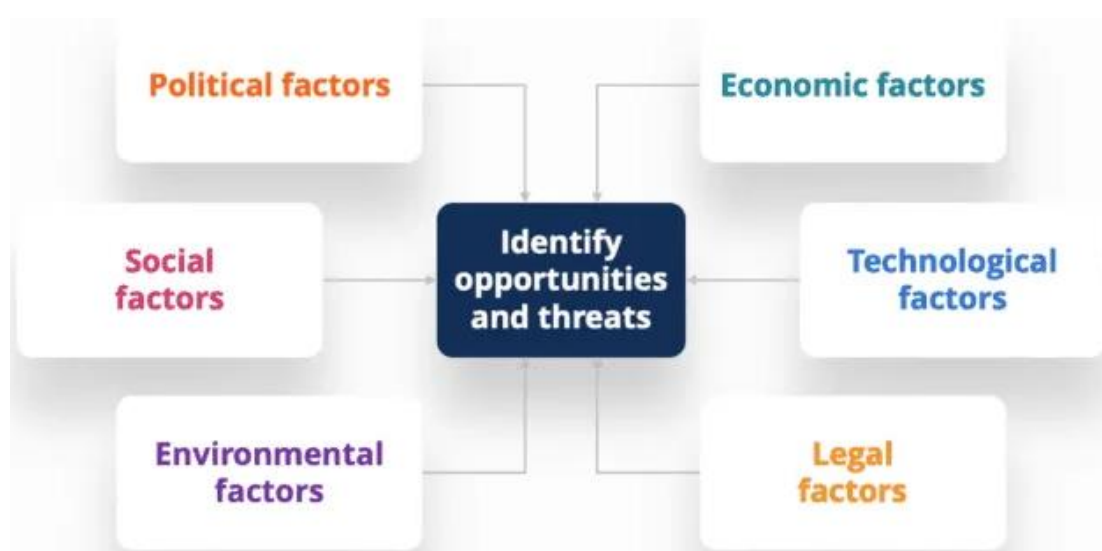 Political factors
Economic factors
Social
factors
Identify
opportunities
and threats
Technological
factors
Environmental
factors
Legal
factors